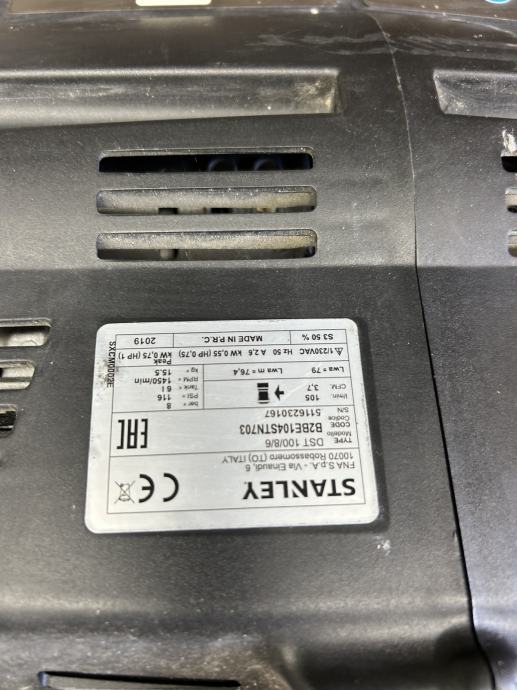 STANLEY
FNA S.p.A. - Via Einaudi, 6
10070 Robassomero (TO) ITALY
CE
TYPE DST 100/8/6
Modello
CODE B2BE104STN703
S/N 5116230167
EAC
l/min. 105
CFM. 3,7
bar = 8
PSI = 116
Tank = 6 l
RPM = 1450/min
kg = 15.5
Lwa = 79 Lwa m = 76,4
1/230VAC Hz 50 A 2,6 kW 0,55 (HP 0,75) Peak kW 0,75 (HP 1)
S3 50 % MADE IN P.R.C. 2019
SXCM0002E